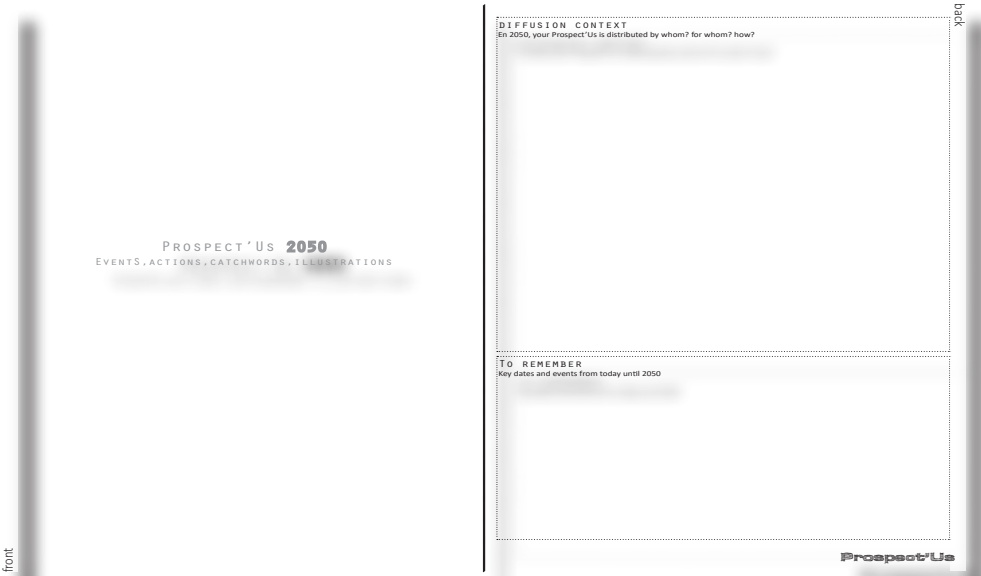 front
Prospect'Us 2050
EventS,actions,catchwords,illustrations
back
diffusion context
En 2050, your Prospect'Us is distributed by whom? for whom? how?
To remember
Key dates and events from today until 2050
Prospect'Us